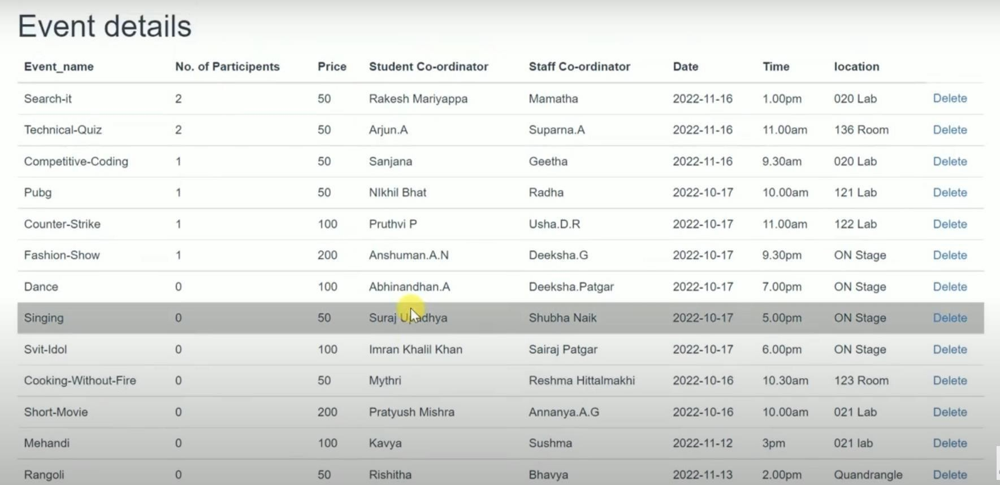 Event details
Event_name No. of Participents Price Student Co-ordinator Staff Co-ordinator Date Time location
Search-it 2 50 Rakesh Mariyappa Mamatha 2022-11-16 1.00pm 020 Lab Delete
Technical-Quiz 2 50 Arjun.A Suparna.A 2022-11-16 11.00am 136 Room Delete
Competitive-Coding 1 50 Sanjana Geetha 2022-11-16 9.30am 020 Lab Delete
Pubg 1 50 NIkhil Bhat Radha 2022-10-17 10.00am 121 Lab Delete
Counter-Strike 1 100 Pruthvi P Usha.D.R 2022-10-17 11.00am 122 Lab Delete
Fashion-Show 1 200 Anshuman.A.N Deeksha.G 2022-10-17 9.30pm ON Stage Delete
Dance 0 100 Abhinandhan.A Deeksha.Patgar 2022-10-17 7.00pm ON Stage Delete
Singing 0 50 Suraj Upadhya Shubha Naik 2022-10-17 5.00pm ON Stage Delete
Svit-Idol 0 100 Imran Khalil Khan Sairaj Patgar 2022-10-17 6.00pm ON Stage Delete
Cooking-Without-Fire 0 50 Mythri Reshma Hittalmakhi 2022-10-16 10.30am 123 Room Delete
Short-Movie 0 200 Pratyush Mishra Annanya.A.G 2022-10-16 10.00am 021 Lab Delete
Mehandi 0 100 Kavya Sushma 2022-11-12 3pm 021 lab Delete
Rangoli 0 50 Rishitha Bhavya 2022-11-13 2.00pm Quandrangle Delete